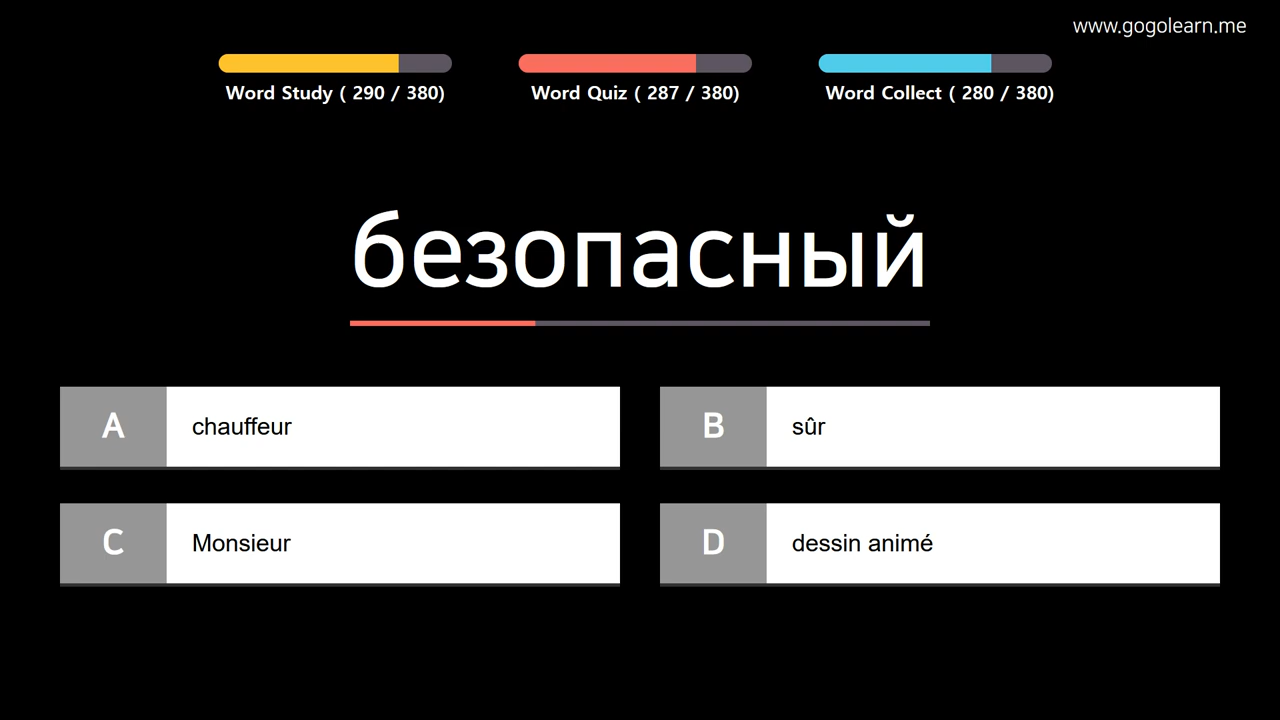 www.gogolearn.me
Word Study ( 290 / 380)
Word Quiz ( 287 / 380)
Word Collect ( 280 / 380)
безопасный
A chauffeur
B sûr
C Monsieur
D dessin animé